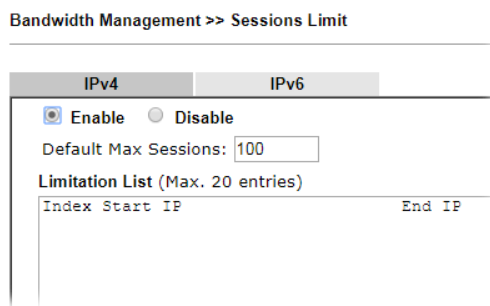 Bandwidth Management >> Sessions Limit
IPv4 IPv6
Enable Disable
Default Max Sessions: 100
Limitation List (Max. 20 entries)
Index Start IP End IP